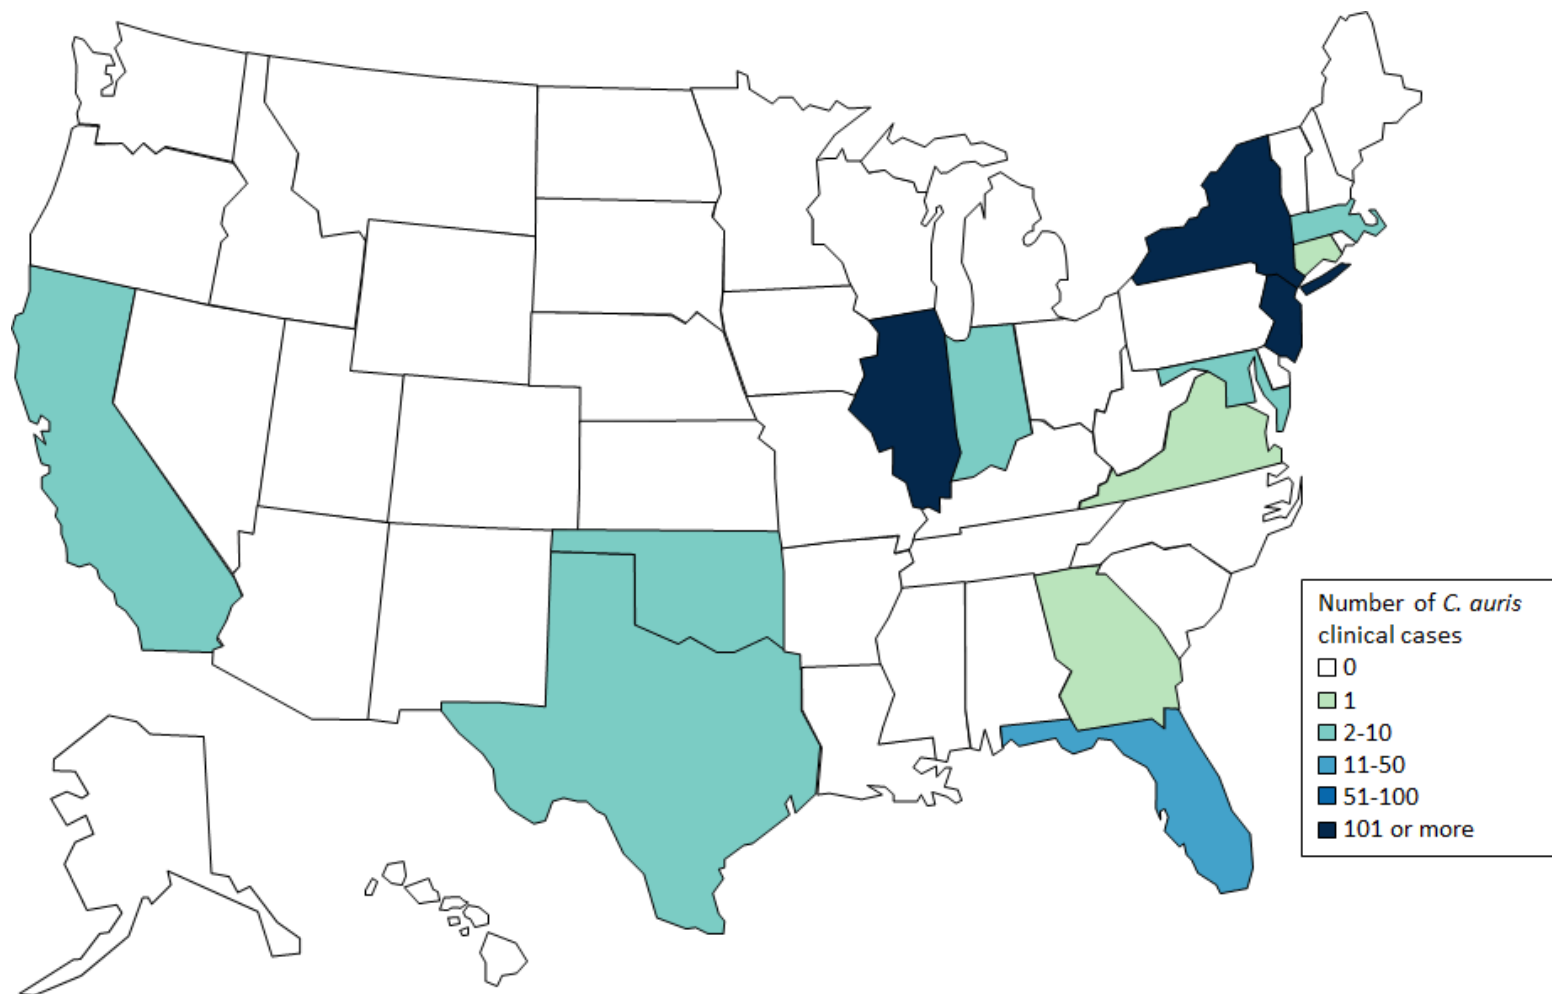 Number of C. auris
clinical cases
0
1
2-10
11-50
51-100
101 or more